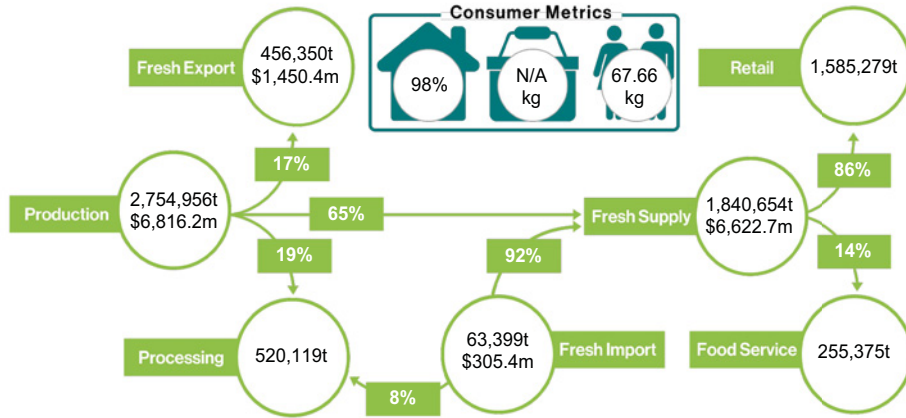 Consumer Metrics
98%
N/A
kg
67.66
kg
Fresh Export
456,350t
$1,450.4m
Retail
1,585,279t
17%
86%
Production
2,754,956t
$6,816.2m
65%
Fresh Supply
1,840,654t
$6,622.7m
19%
92%
14%
Processing
520,119t
63,399t
$305.4m
Fresh Import
Food Service
255,375t
8%